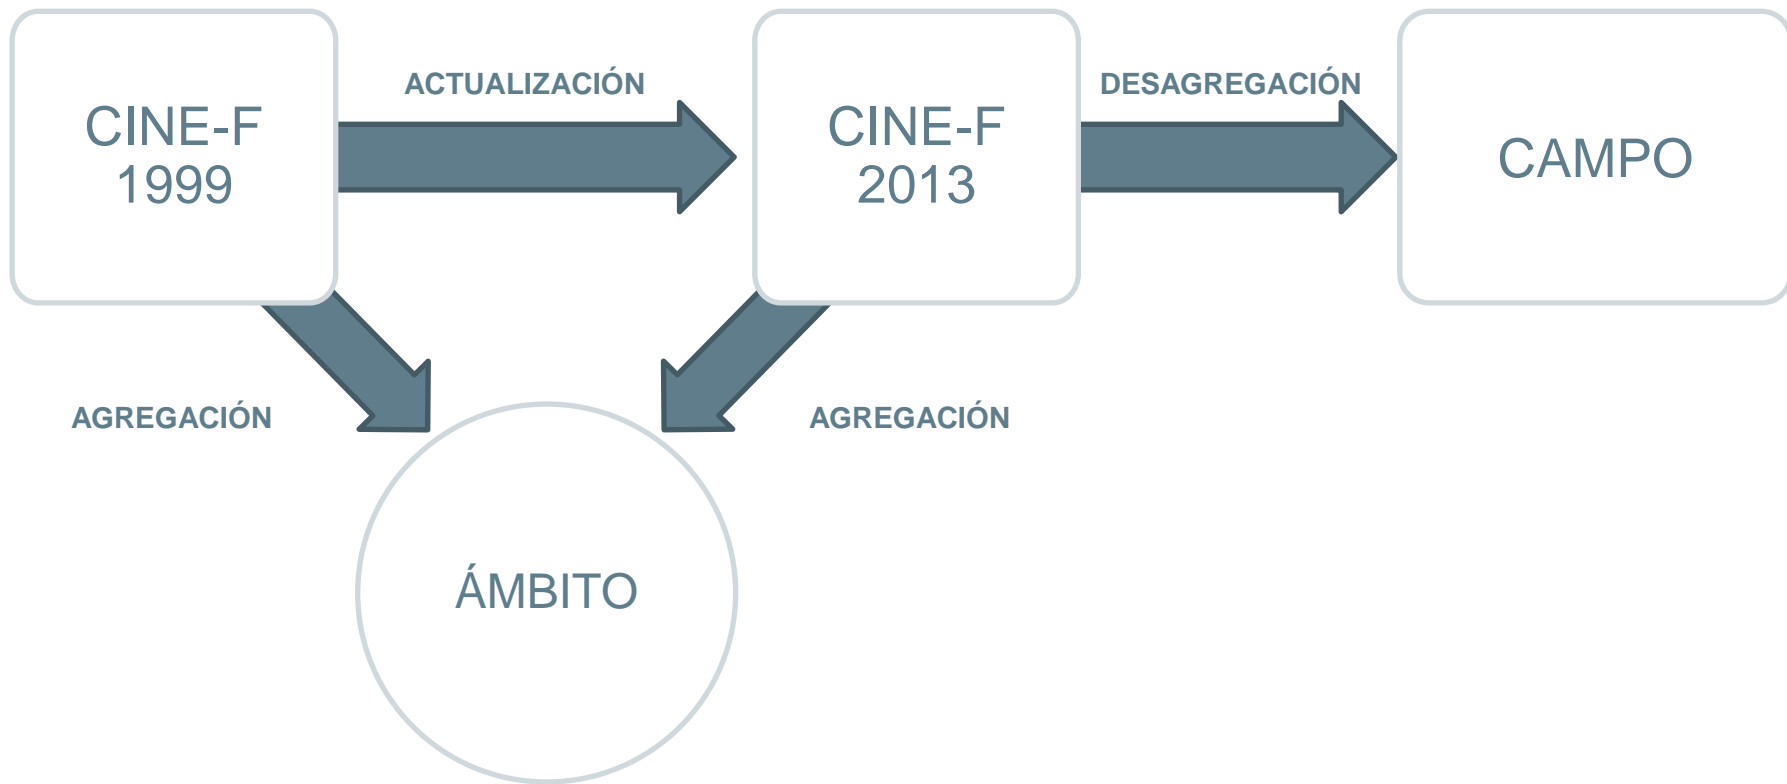 CINE-F
1999
ACTUALIZACIÓN
CINE-F
2013
DESAGREGACIÓN
CAMPO
AGREGACIÓN
AGREGACIÓN
ÁMBITO